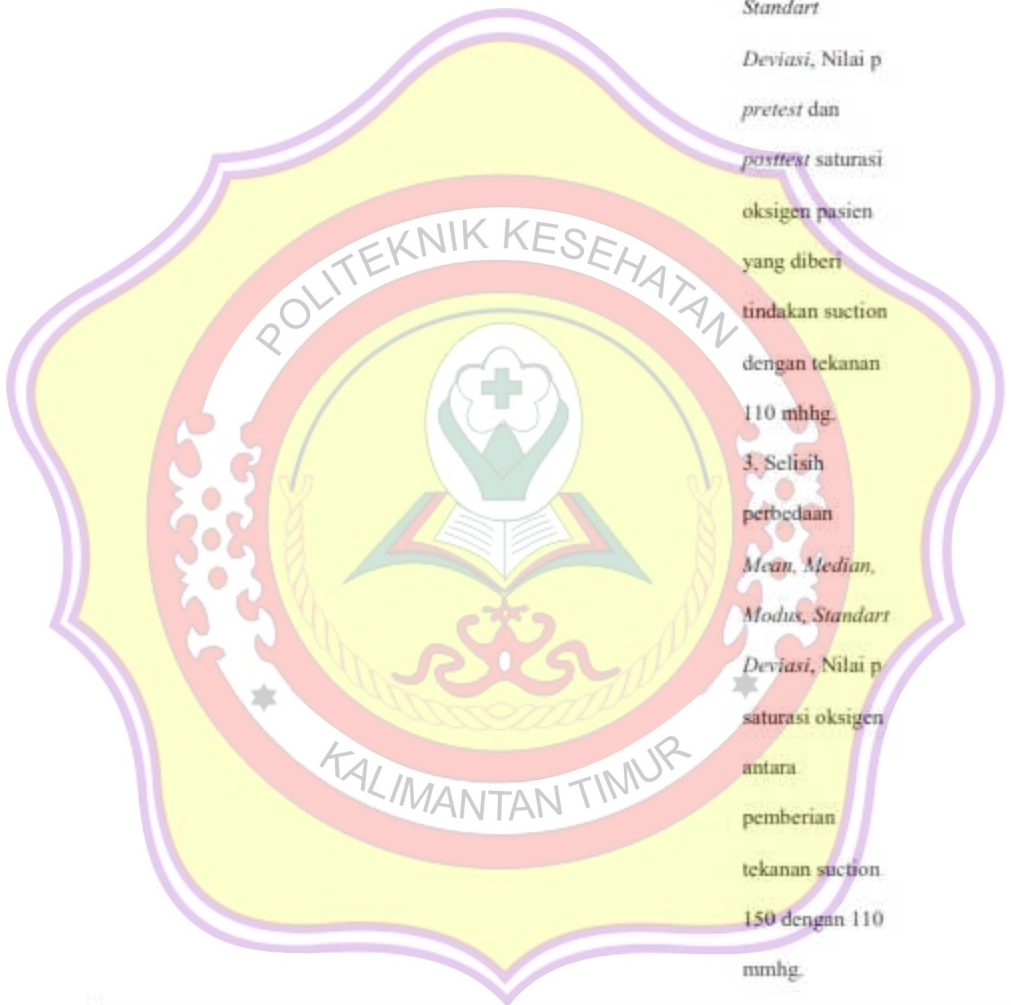 Standart
Deviasi, Nilai p
pretest dan
posttest saturasi
oksigen pasien
yang diberi
tindakan suction
dengan tekanan
110 mhhg.
3. Selisih
perbedaan
Mean, Median,
Modus, Standart
Deviasi, Nilai p
saturasi oksigen
antara
pemberian
tekanan suction
150 dengan 110
mmhg.
POLITEKNIK KESEHATAN
KALIMANTAN TIMUR